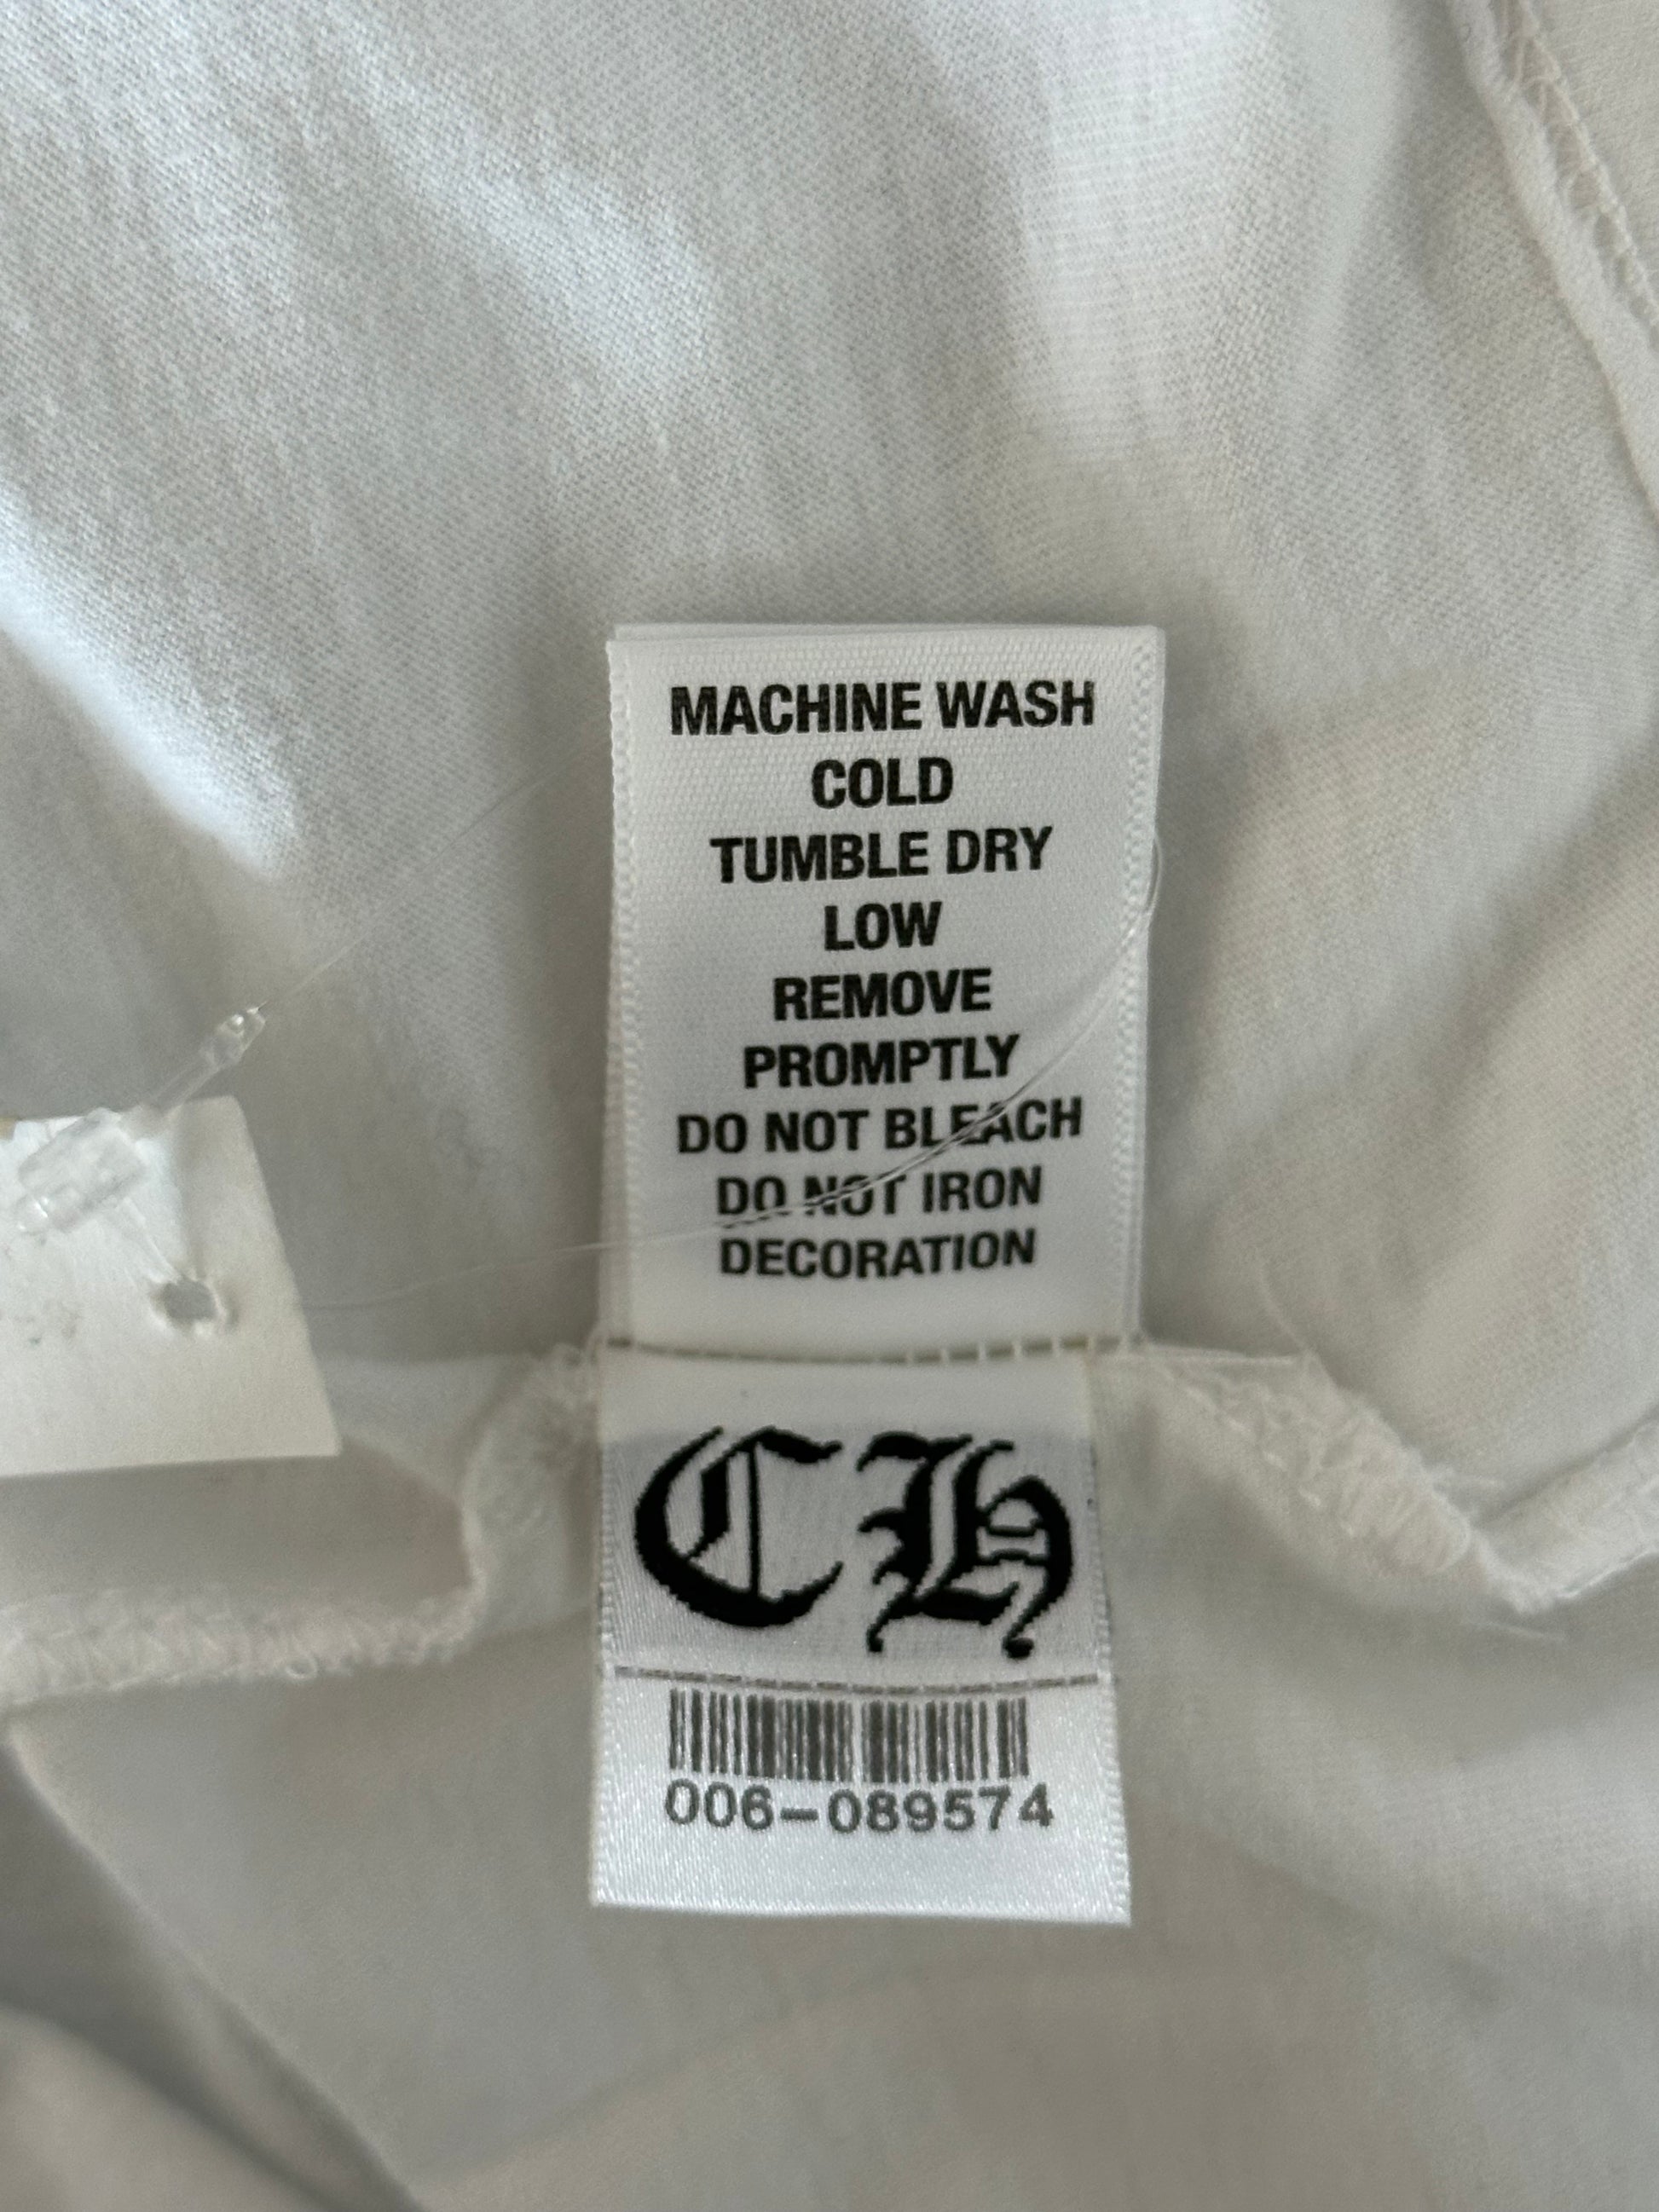 MACHINE WASH
COLD
TUMBLE DRY
LOW
REMOVE
PROMPTLY
DO NOT BLEACH
DO NOT IRON
DECORATION
CH
006-089574